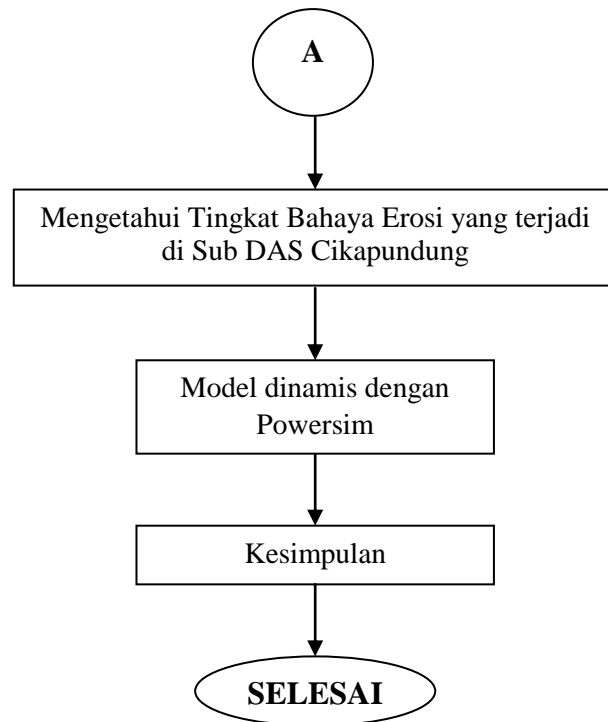 A
Mengetahui Tingkat Bahaya Erosi yang terjadi
di Sub DAS Cikapundung
Model dinamis dengan
Powersim
Kesimpulan
SELESAI